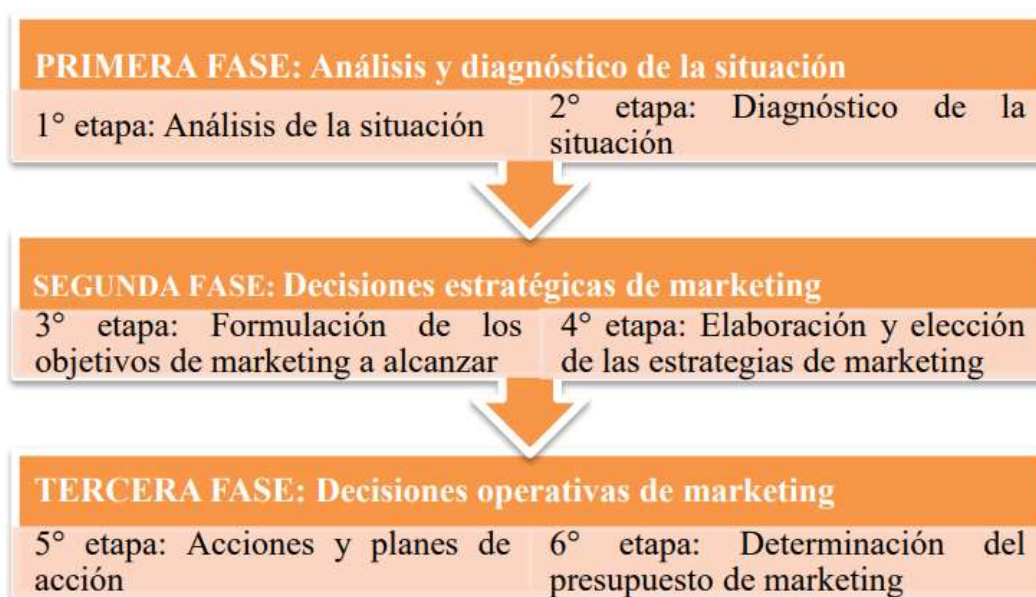 PRIMERA FASE: Análisis y diagnóstico de la situación
1° etapa: Análisis de la situación
2° etapa: Diagnóstico de la
situación
SEGUNDA FASE: Decisiones estratégicas de marketing
3° etapa: Formulación de los
objetivos de marketing a alcanzar
4° etapa: Elaboración y elección
de las estrategias de marketing
TERCERA FASE: Decisiones operativas de marketing
5° etapa: Acciones y planes de
acción
6° etapa: Determinación del
presupuesto de marketing